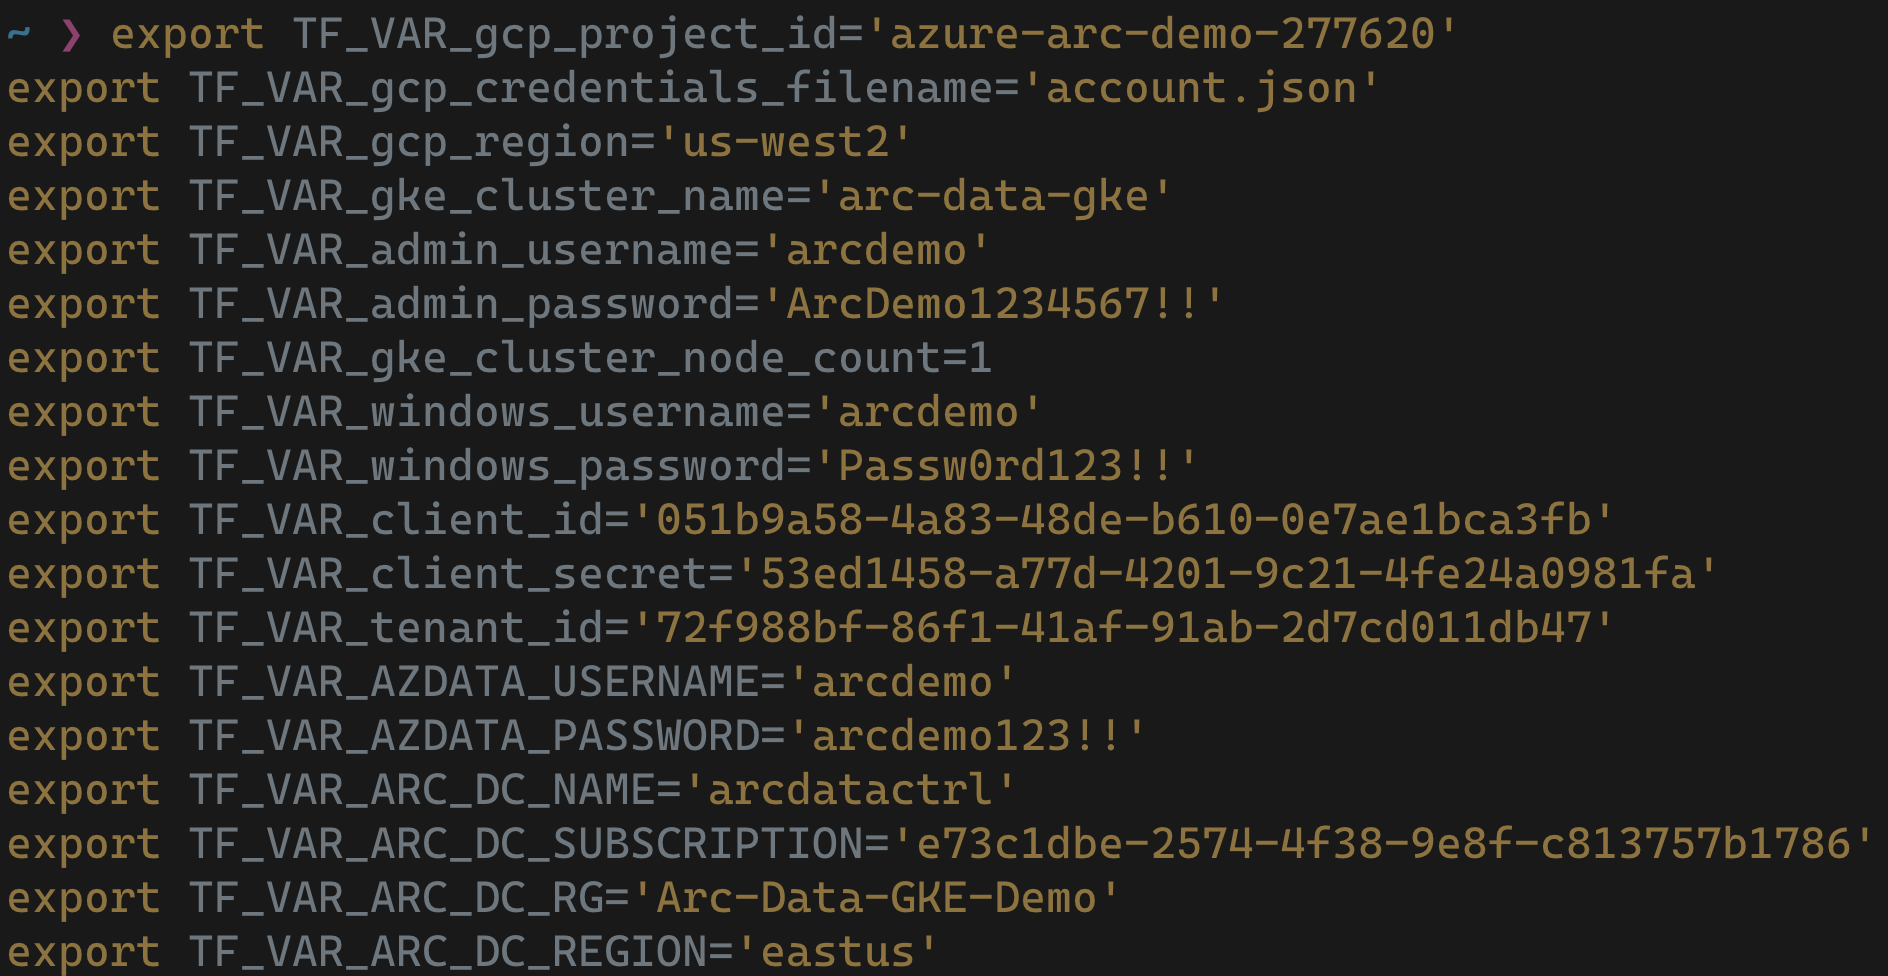 ~ ❯ export TF_VAR_gcp_project_id='azure-arc-demo-277620'
export TF_VAR_gcp_credentials_filename='account.json'
export TF_VAR_gcp_region='us-west2'
export TF_VAR_gke_cluster_name='arc-data-gke'
export TF_VAR_admin_username='arcdemo'
export TF_VAR_admin_password='ArcDemo1234567!!'
export TF_VAR_gke_cluster_node_count=1
export TF_VAR_windows_username='arcdemo'
export TF_VAR_windows_password='Passw0rd123!!'
export TF_VAR_client_id='051b9a58-4a83-48de-b610-0e7ae1bca3fb'
export TF_VAR_client_secret='53ed1458-a77d-4201-9c21-4fe24a0981fa'
export TF_VAR_tenant_id='72f988bf-86f1-41af-91ab-2d7cd011db47'
export TF_VAR_AZDATA_USERNAME='arcdemo'
export TF_VAR_AZDATA_PASSWORD='arcdemo123!!'
export TF_VAR_ARC_DC_NAME='arcdatactrl'
export TF_VAR_ARC_DC_SUBSCRIPTION='e73c1dbe-2574-4f38-9e8f-c813757b1786'
export TF_VAR_ARC_DC_RG='Arc-Data-GKE-Demo'
export TF_VAR_ARC_DC_REGION='eastus'